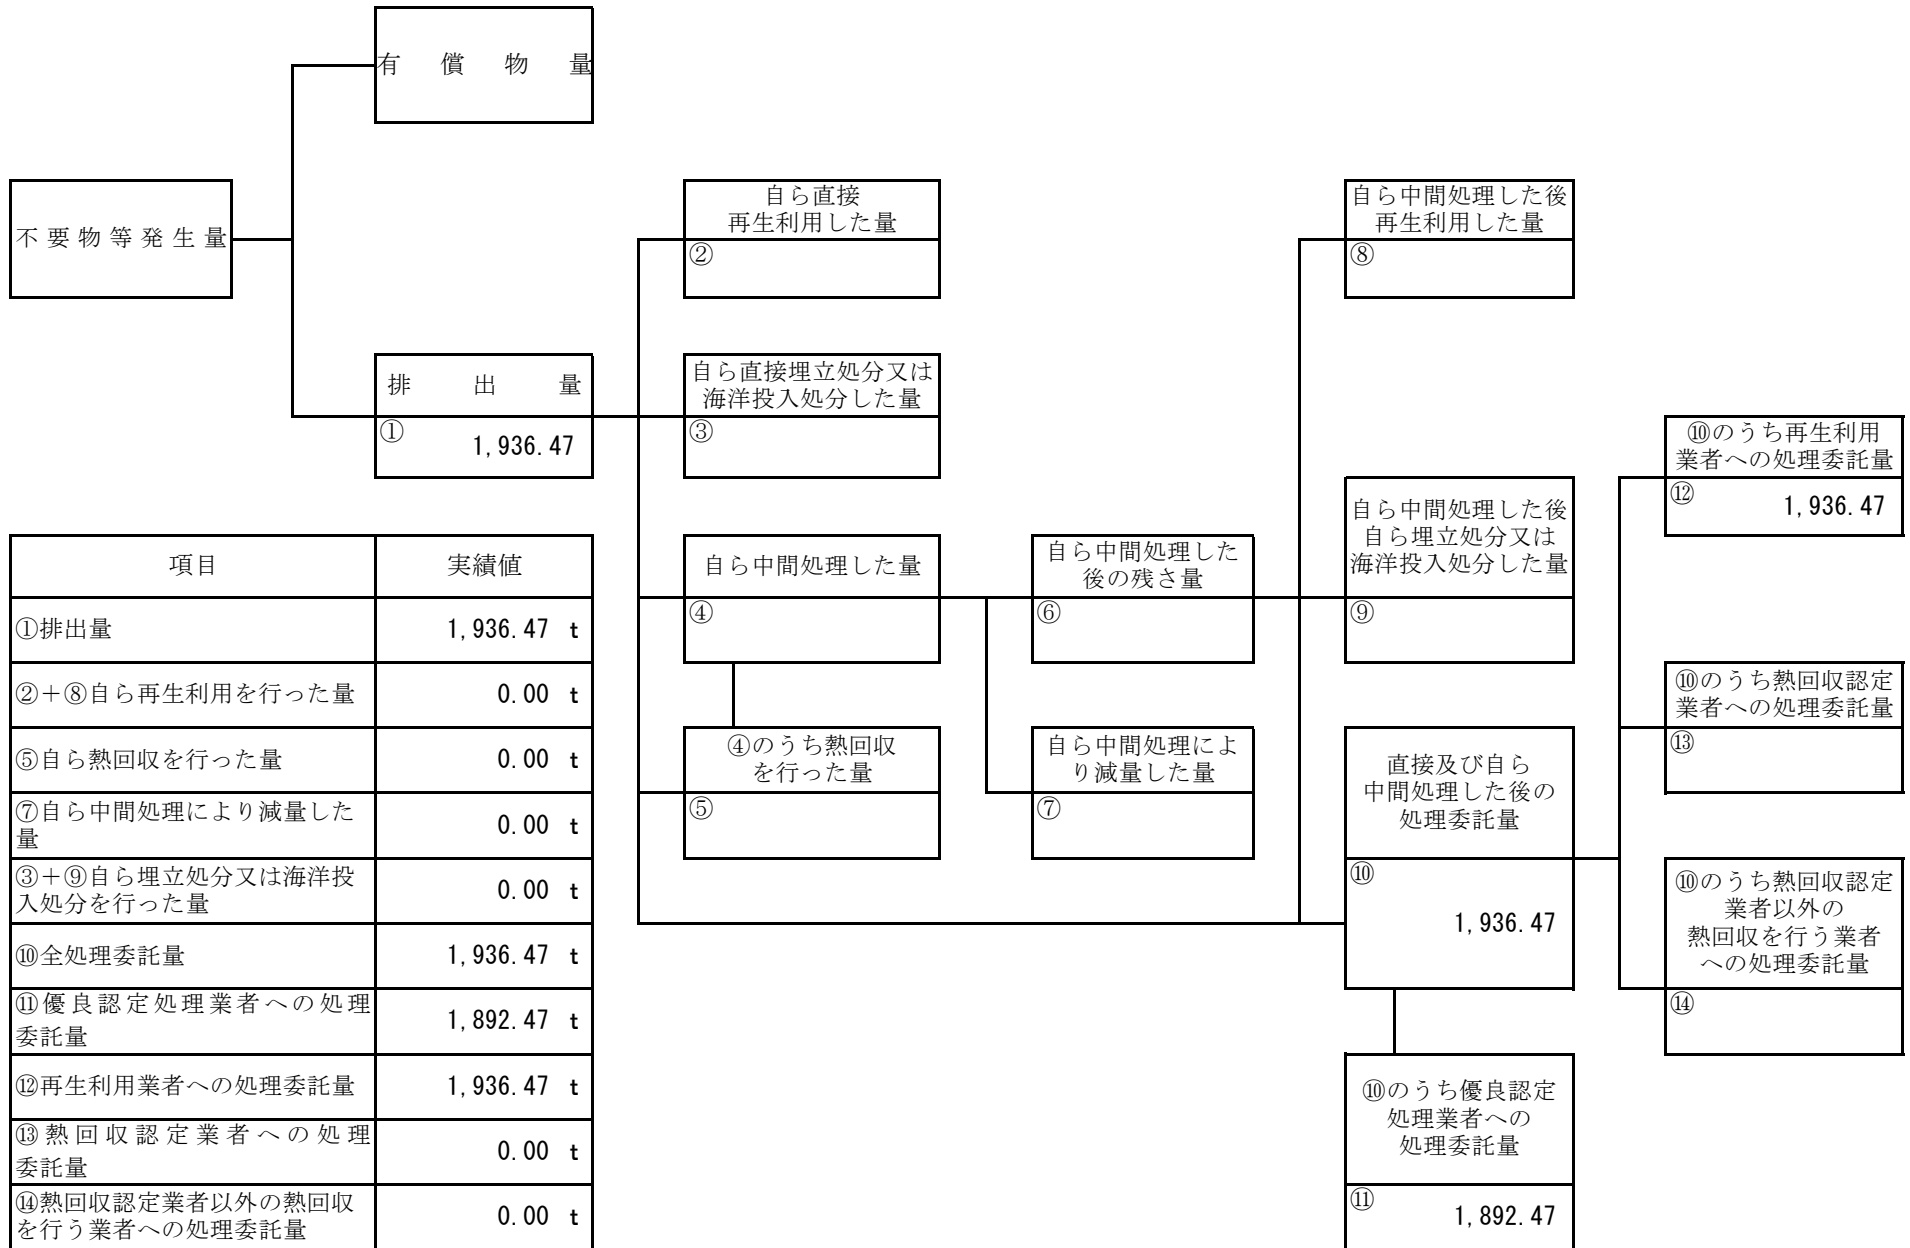 有償物量
不要物等発生量
排出量
①
1,936.47
自ら直接
再生利用した量
②
自ら直接埋立処分又は
海洋投入処分した量
③
自ら中間処理した量
④
④のうち熱回収
を行った量
⑤
自ら中間処理した
後の残さ量
⑥
自ら中間処理によ
り減量した量
⑦
自ら中間処理した後
再生利用した量
⑧
自ら中間処理した後
自ら埋立処分又は
海洋投入処分した量
⑨
直接及び自ら
中間処理した後の
処理委託量
⑩
1,936.47
⑩のうち優良認定
処理業者への
処理委託量
⑪
1,892.47
⑩のうち再生利用
業者への処理委託量
⑫
1,936.47
⑩のうち熱回収認定
業者への処理委託量
⑬
⑩のうち熱回収認定
業者以外の
熱回収を行う業者
への処理委託量
⑭
項目 実績値
①排出量 1,936.47 t
②+⑧自ら再生利用を行った量 0.00 t
⑤自ら熱回収を行った量 0.00 t
⑦自ら中間処理により減量した
量 0.00 t
③+⑨自ら埋立処分又は海洋投
入処分を行った量 0.00 t
⑩全処理委託量 1,936.47 t
⑪優良認定処理業者への処理
委託量 1,892.47 t
⑫再生利用業者への処理委託量 1,936.47 t
⑬熱回収認定業者への処理
委託量 0.00 t
⑭熱回収認定業者以外の熱回収
を行う業者への処理委託量 0.00 t